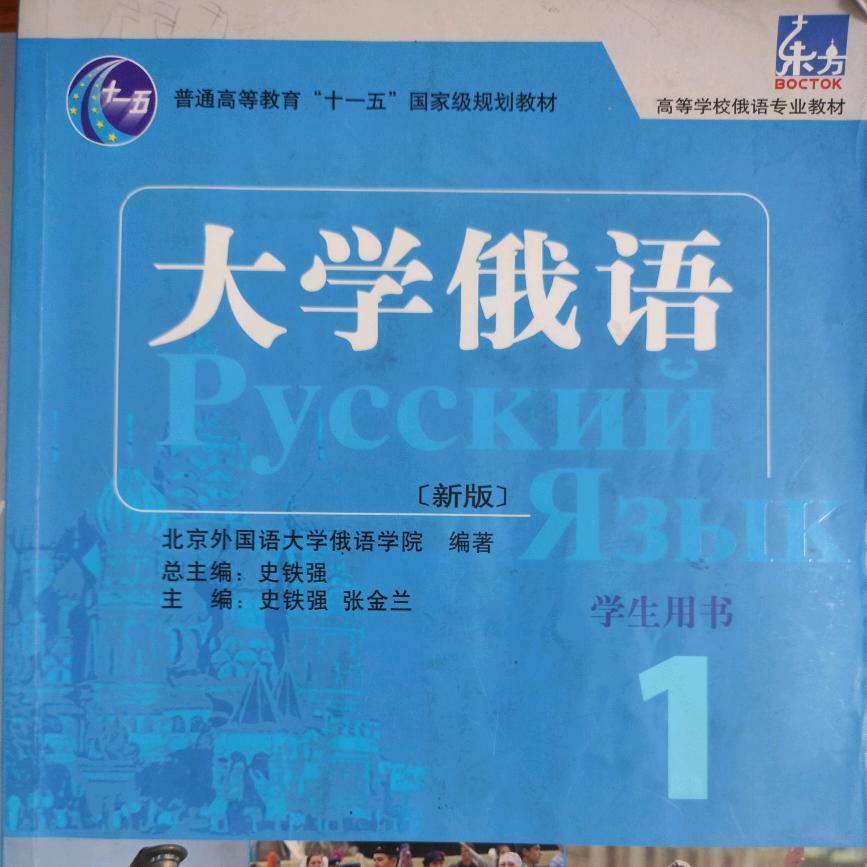 东方
ВОСТОК
十一五
普通高等教育“十一五”国家级规划教材
高等学校俄语专业教材
大学俄语
Русский
Язык
〔新版〕
北京外国语大学俄语学院 编著
总主编：史铁强
主 编：史铁强 张金兰
学生用书
1